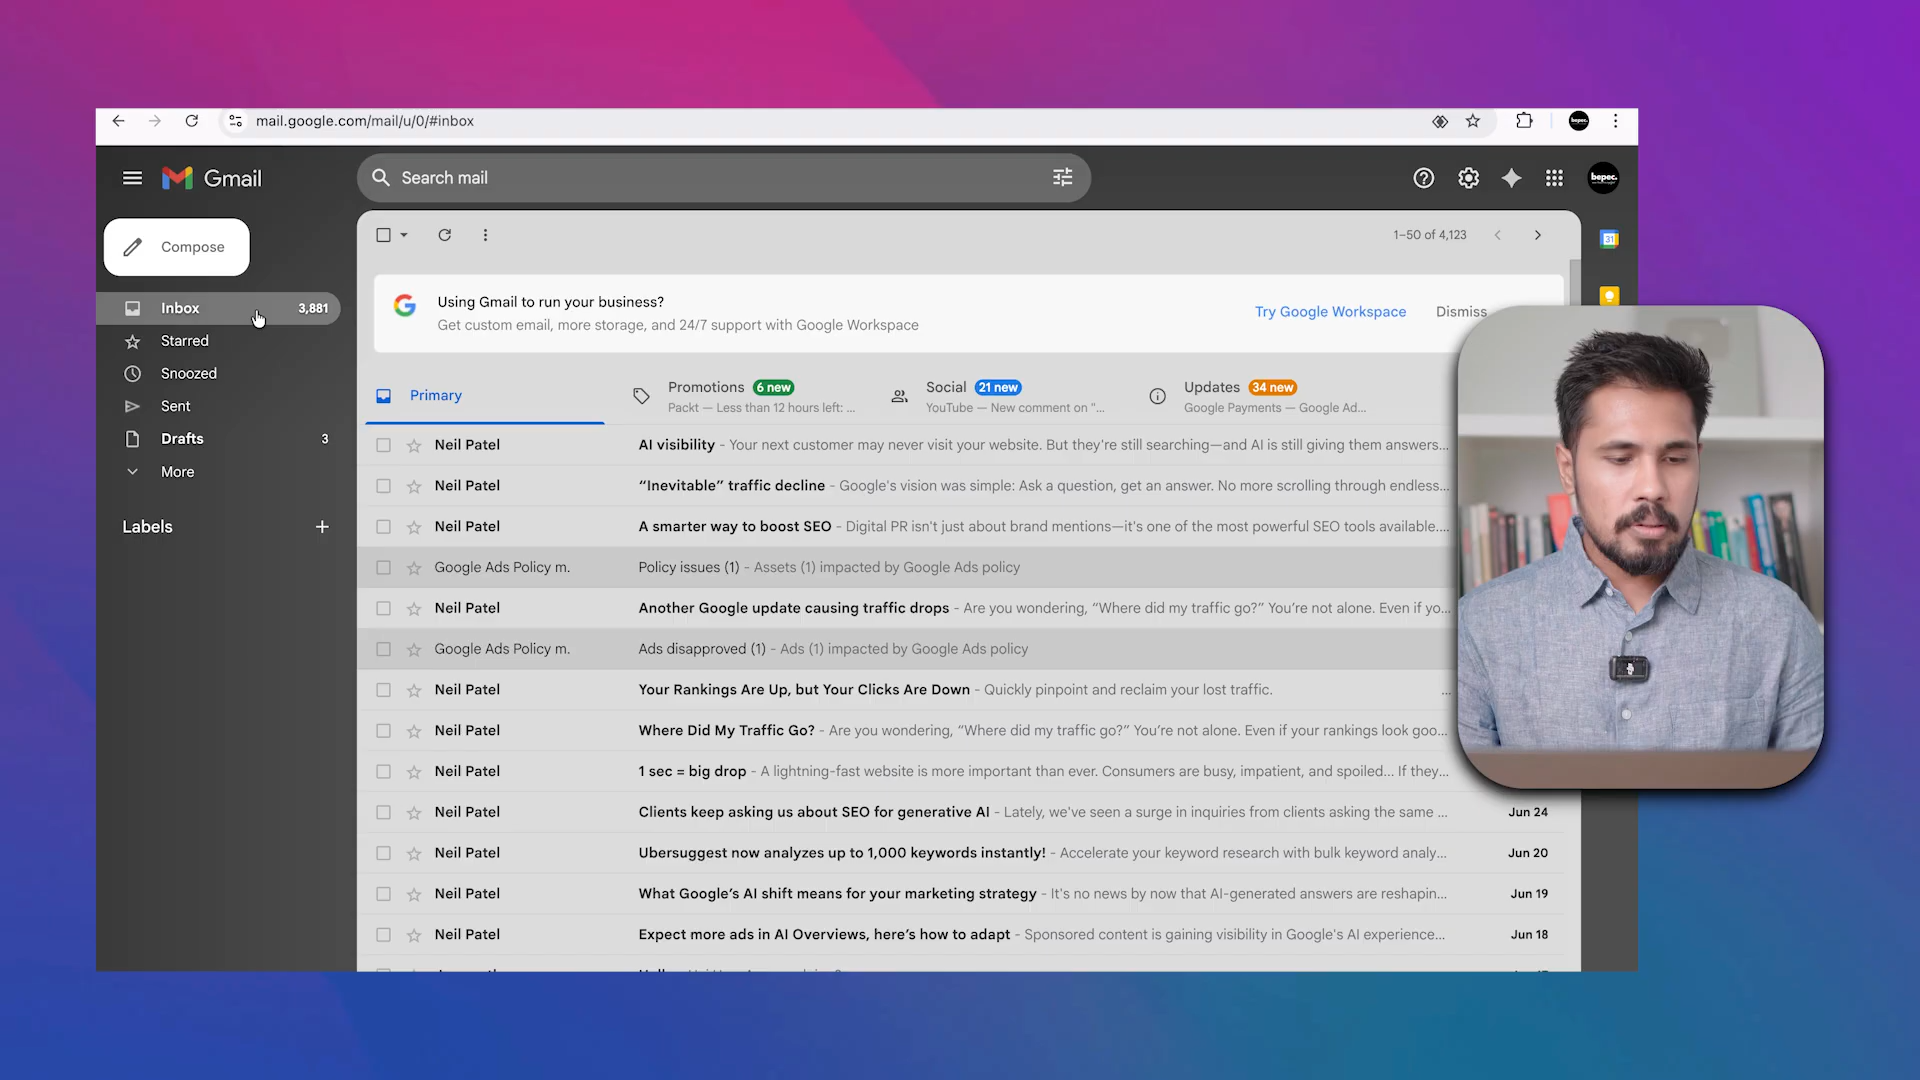 mail.google.com/mail/u/0/#inbox
bepec.
Gmail
Search mail
bepec.
Compose
1–50 of 4,123
31
Inbox 3,881
Starred
Snoozed
Sent
Drafts 3
More
Labels
Using Gmail to run your business?
Get custom email, more storage, and 24/7 support with Google Workspace
Try Google Workspace Dismiss
Primary
Promotions 6 new
Packt — Less than 12 hours left: ...
Social 21 new
YouTube — New comment on "...
Updates 34 new
Google Payments — Google Ad...
Neil Patel AI visibility - Your next customer may never visit your website. But they're still searching—and AI is still giving them answers...
Neil Patel “Inevitable” traffic decline - Google's vision was simple: Ask a question, get an answer. No more scrolling through endless...
Neil Patel A smarter way to boost SEO - Digital PR isn't just about brand mentions—it's one of the most powerful SEO tools available....
Google Ads Policy m. Policy issues (1) - Assets (1) impacted by Google Ads policy
Neil Patel Another Google update causing traffic drops - Are you wondering, “Where did my traffic go?” You’re not alone. Even if yo...
Google Ads Policy m. Ads disapproved (1) - Ads (1) impacted by Google Ads policy
Neil Patel Your Rankings Are Up, but Your Clicks Are Down - Quickly pinpoint and reclaim your lost traffic. ...
Neil Patel Where Did My Traffic Go? - Are you wondering, “Where did my traffic go?” You’re not alone. Even if your rankings look goo...
Neil Patel 1 sec = big drop - A lightning-fast website is more important than ever. Consumers are busy, impatient, and spoiled... If they...
Neil Patel Clients keep asking us about SEO for generative AI - Lately, we've seen a surge in inquiries from clients asking the same ... Jun 24
Neil Patel Ubersuggest now analyzes up to 1,000 keywords instantly! - Accelerate your keyword research with bulk keyword analy... Jun 20
Neil Patel What Google’s AI shift means for your marketing strategy - It's no news by now that AI-generated answers are reshapin... Jun 19
Neil Patel Expect more ads in AI Overviews, here’s how to adapt - Sponsored content is gaining visibility in Google's AI experience... Jun 18